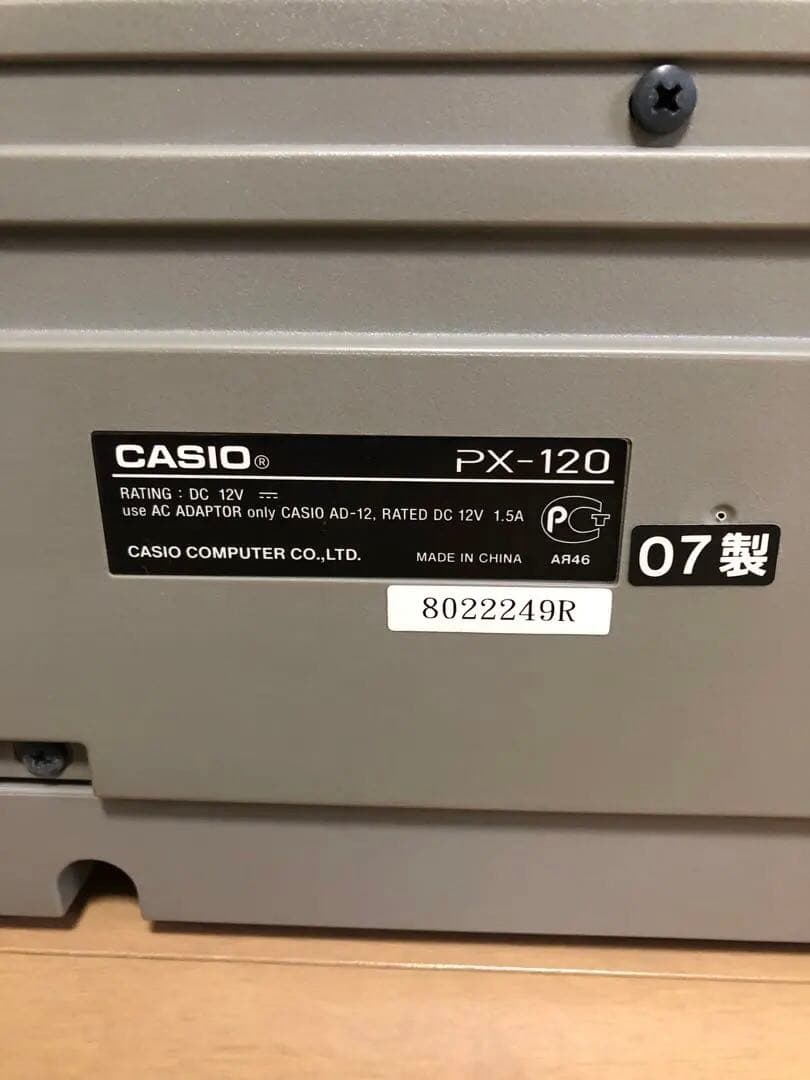 CASIO® PX-120
RATING : DC 12V ⎓
use AC ADAPTOR only CASIO AD-12, RATED DC 12V 1.5A
PCT
CASIO COMPUTER CO.,LTD. MADE IN CHINA AЯ46
07製
8022249R